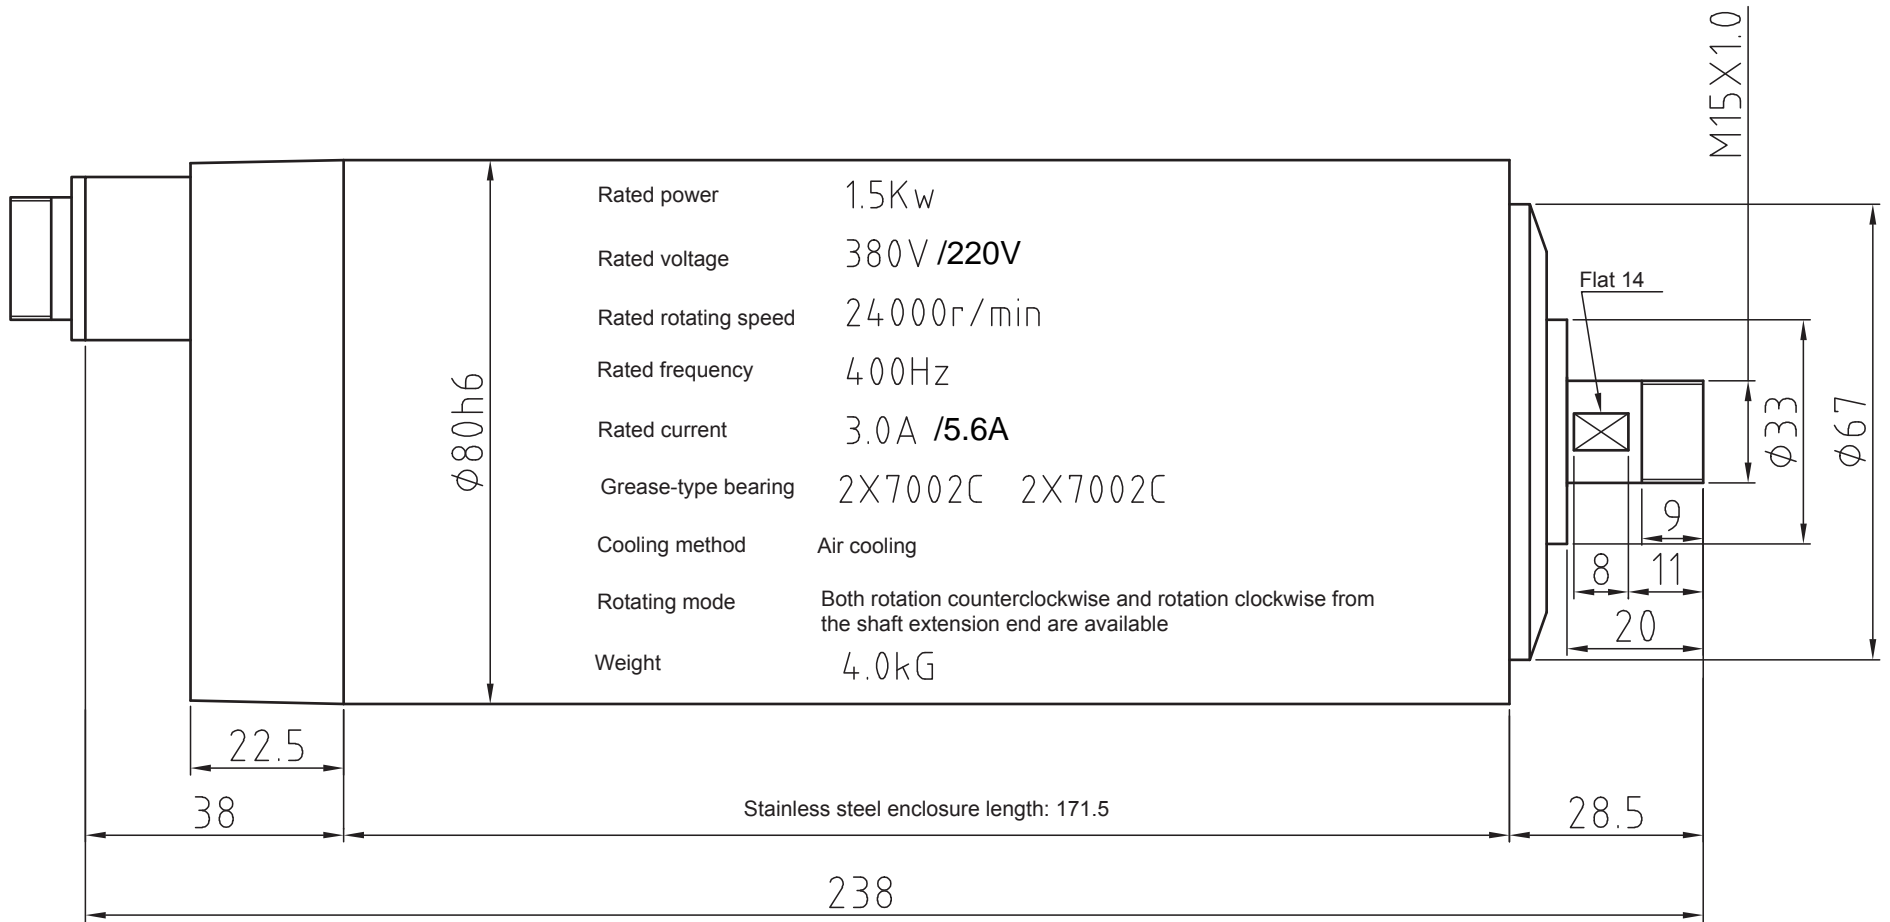 M15X1.0
Rated power 1.5Kw
Rated voltage 380V /220V
Flat 14
Rated rotating speed 24000r/min
Rated frequency 400Hz
Rated current 3.0A /5.6A
Grease-type bearing 2X7002C 2X7002C
Cooling method Air cooling
Rotating mode Both rotation counterclockwise and rotation clockwise from
the shaft extension end are available
Weight 4.0kG
ϕ80h6
ϕ33
ϕ67
9
8
11
20
22.5
38
Stainless steel enclosure length: 171.5
28.5
238